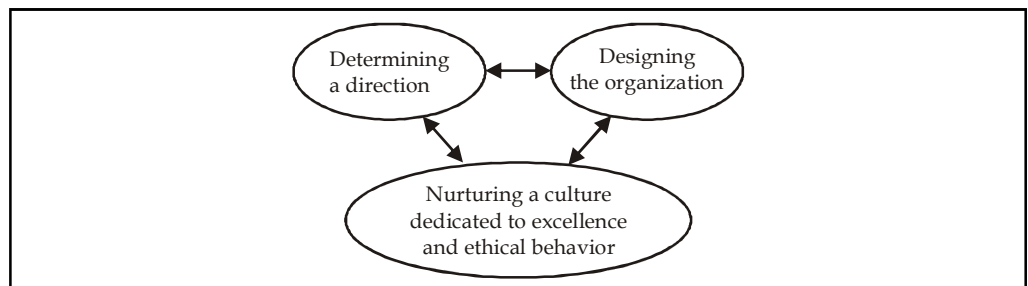 Determining
a direction
Designing
the organization
Nurturing a culture
dedicated to excellence
and ethical behavior